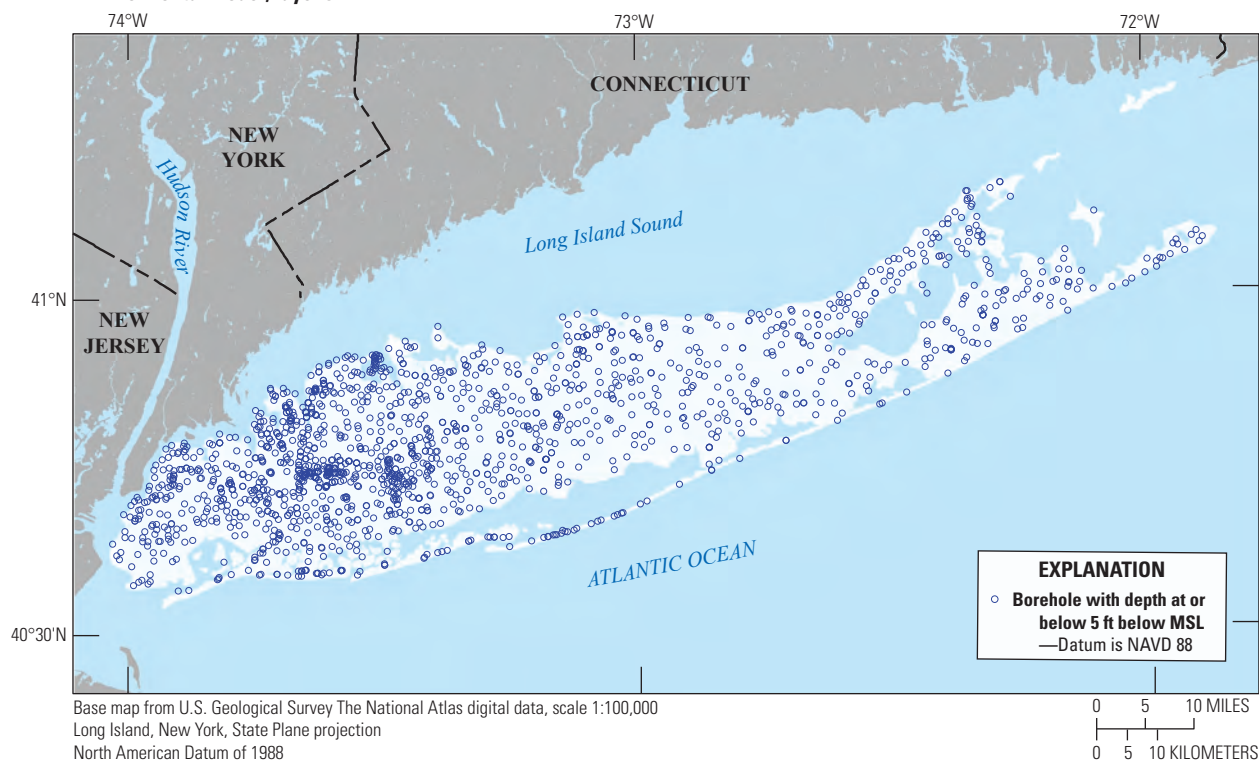 74°W
73°W
72°W
CONNECTICUT
NEW
YORK
Hudson River
Long Island Sound
41°N
NEW
JERSEY
ATLANTIC OCEAN
EXPLANATION
Borehole with depth at or
below 5 ft below MSL
—Datum is NAVD 88
40°30'N
74°W
73°W
72°W
Base map from U.S. Geological Survey The National Atlas digital data, scale 1:100,000
Long Island, New York, State Plane projection
North American Datum of 1988
0 5 10 MILES
0 5 10 KILOMETERS